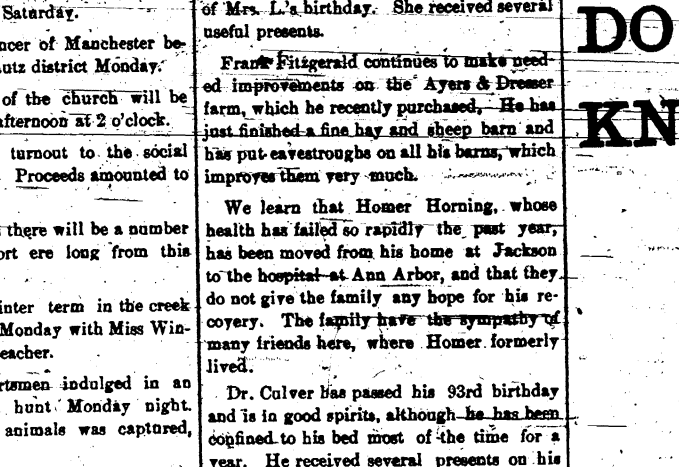 Saturday.
ncer of Manchester be-
utz district Monday.
of the church will be
afternoon at 2 o'clock.
turnout to the social
Proceeds amounted to
there will be a number
ort ere long from this
inter term in the creek
Monday with Miss Win-
eacher.
rtsmen indulged in an
hunt Monday night.
animals was captured,
of Mrs. L.'s birthday. She received several
useful presents.
Frank Fitzgerald continues to make need-
ed improvements on the Ayers & Dresser
farm, which he recently purchased. He has
just finished a fine hay and sheep barn and
has put eavestroughs on all his barns, which
improves them very much.
We learn that Homer Horning, whose
health has failed so rapidly the past year,
has been moved from his home at Jackson
to the hospital at Ann Arbor, and that they
do not give the family any hope for his re-
covery. The family have the sympathy of
many friends here, where Homer formerly
lived.
Dr. Culver has passed his 93rd birthday
and is in good spirits, although he has been
confined to his bed most of the time for a
year. He received several presents on his
DO
KN